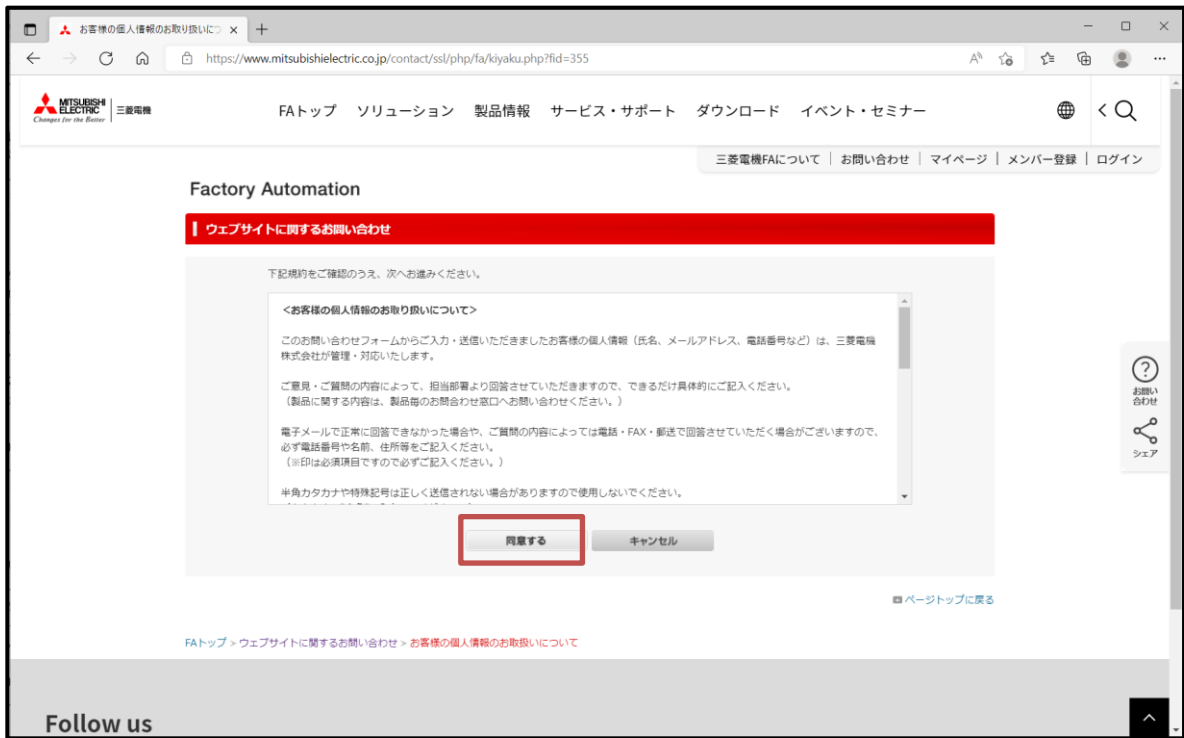 お客様の個人情報のお取り扱いにつ
https://www.mitsubishielectric.co.jp/contact/ssl/php/fa/kiyaku.php?fid=355
MITSUBISHI ELECTRIC 三菱電機
Changes for the Better
FAトップ ソリューション 製品情報 サービス・サポート ダウンロード イベント・セミナー
三菱電機FAについて | お問い合わせ | マイページ | メンバー登録 | ログイン
Factory Automation
ウェブサイトに関するお問い合わせ
下記規約をご確認のうえ、次へお進みください。
<お客様の個人情報のお取り扱いについて>
このお問い合わせフォームからご入力・送信いただきましたお客様の個人情報（氏名、メールアドレス、電話番号など）は、三菱電機
株式会社が管理・対応いたします。
ご意見・ご質問の内容によって、担当部署より回答させていただきますので、できるだけ具体的にご記入ください。
（製品に関する内容は、製品毎のお問合わせ窓口へお問い合わせください。）
電子メールで正常に回答できなかった場合や、ご質問の内容によっては電話・FAX・郵送で回答させていただく場合がございますので、
必ず電話番号や名前、住所等をご記入ください。
（※印は必須項目ですので必ずご記入ください。）
半角カタカナや特殊記号は正しく送信されない場合がありますので使用しないでください。
同意する キャンセル
お問い
合わせ
シェア
ページトップに戻る
FAトップ > ウェブサイトに関するお問い合わせ > お客様の個人情報のお取扱いについて
Follow us